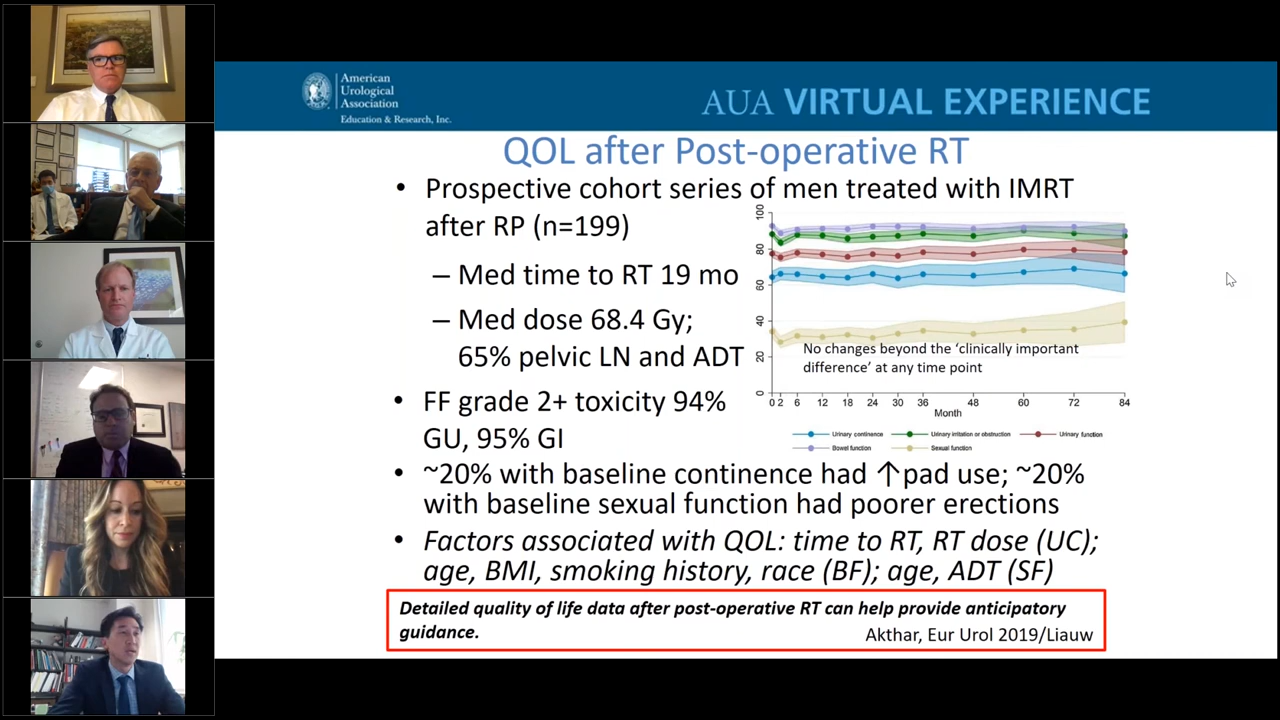 American
Urological
Association
Education & Research, Inc.
AUA VIRTUAL EXPERIENCE
QOL after Post-operative RT
• Prospective cohort series of men treated with IMRT
after RP (n=199)
– Med time to RT 19 mo
– Med dose 68.4 Gy;
65% pelvic LN and ADT
• FF grade 2+ toxicity 94%
GU, 95% GI
• ~20% with baseline continence had ↑pad use; ~20%
with baseline sexual function had poorer erections
• Factors associated with QOL: time to RT, RT dose (UC);
age, BMI, smoking history, race (BF); age, ADT (SF)
100
80
60
40
20
0
No changes beyond the ‘clinically important
difference’ at any time point
0 2 6 12 18 24 30 36 48 60 72 84
Month
Urinary continence Urinary irritation or obstruction Urinary function
Bowel function Sexual function
Detailed quality of life data after post-operative RT can help provide anticipatory
guidance.
Akthar, Eur Urol 2019/Liauw